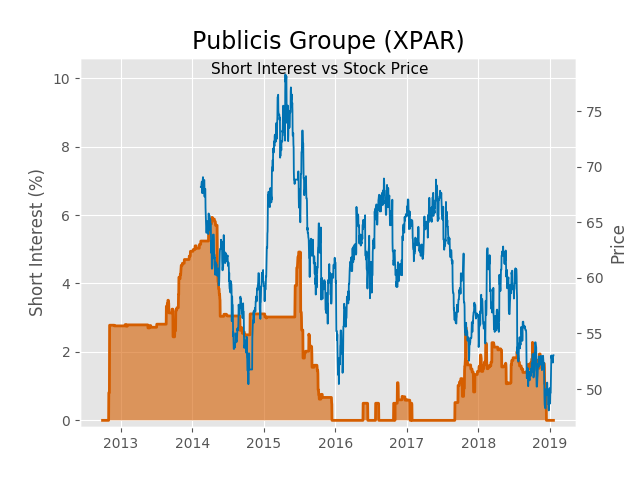 Publicis Groupe (XPAR)
Short Interest vs Stock Price
Short Interest (%)
10
8
6
4
2
0
75
70
65
60
55
50
Price
2013 2014 2015 2016 2017 2018 2019